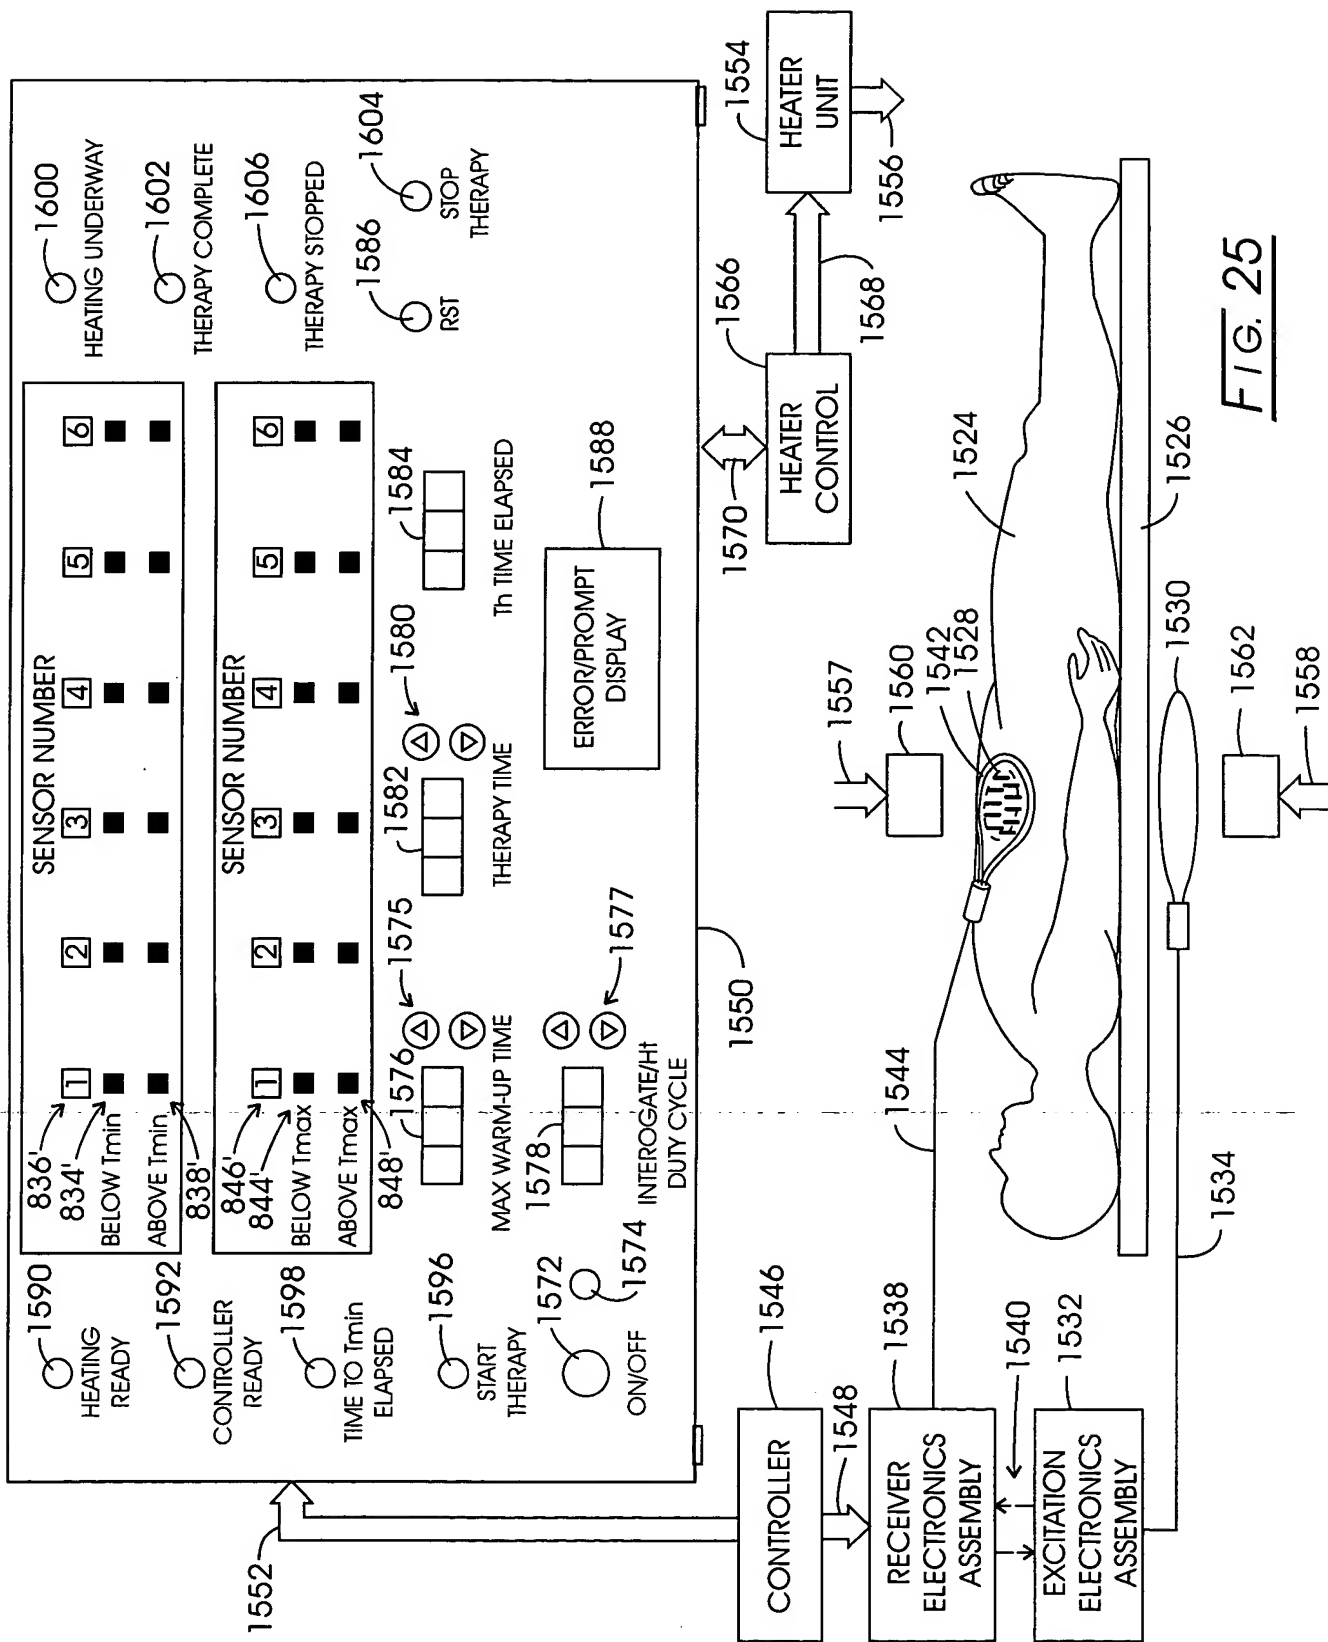 1590
HEATING
READY
1592
CONTROLLER
READY
1598
TIME TO Tmin
ELAPSED
1596
START
THERAPY
1572
1574
ON/OFF
SENSOR NUMBER
836'
1 2 3 4 5 6
834'
BELOW Tmin
ABOVE Tmin
838'
SENSOR NUMBER
846'
1 2 3 4 5 6
844'
BELOW Tmax
ABOVE Tmax
848'
1600
HEATING UNDERWAY
1602
THERAPY COMPLETE
1606
THERAPY STOPPED
1586
RST
1604
STOP
THERAPY
1576
1575
MAX WARM-UP TIME
1578
1577
INTEROGATE/Ht
DUTY CYCLE
1582
1580
THERAPY TIME
1584
Th TIME ELAPSED
ERROR/PROMPT
DISPLAY
1588
1550
1552
CONTROLLER
1546
1548
RECEIVER
ELECTRONICS
ASSEMBLY
1538
1540
EXCITATION
ELECTRONICS
ASSEMBLY
1532
1544
1534
1557
1560
1542
1528
1524
1526
1530
1562
1558
1570
HEATER
CONTROL
1566
1568
HEATER
UNIT
1554
1556
FIG. 25